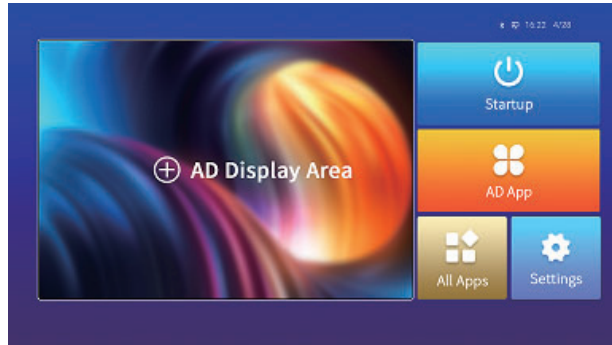 16:22 4/28
Startup
AD Display Area
AD App
All Apps
Settings